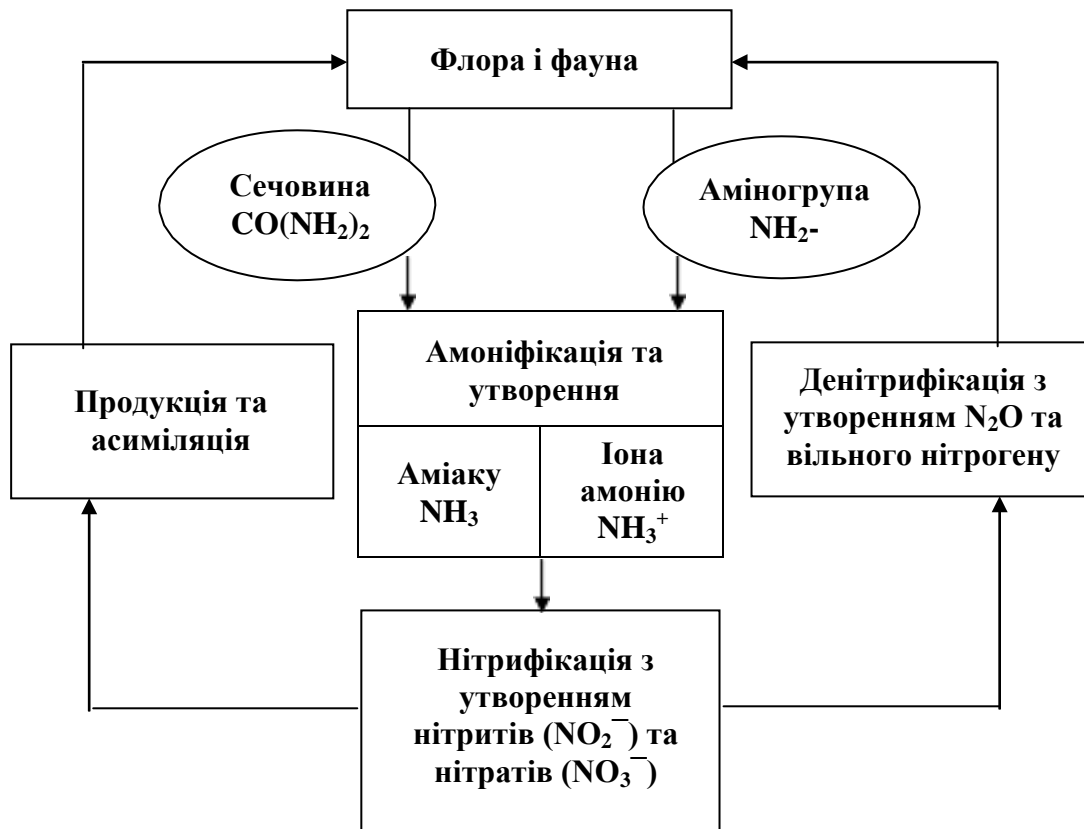 Флора і фауна
Сечовина
CO(NH₂)₂
Аміногрупа
NH₂-
Амоніфікація та
утворення
Аміаку
NH₃
Іона
амонію
NH₃⁺
Продукція та
асиміляція
Денітрифікація з
утворенням N₂O та
вільного нітрогену
Нітрифікація з
утворенням
нітритів (NO₂⁻) та
нітратів (NO₃⁻)